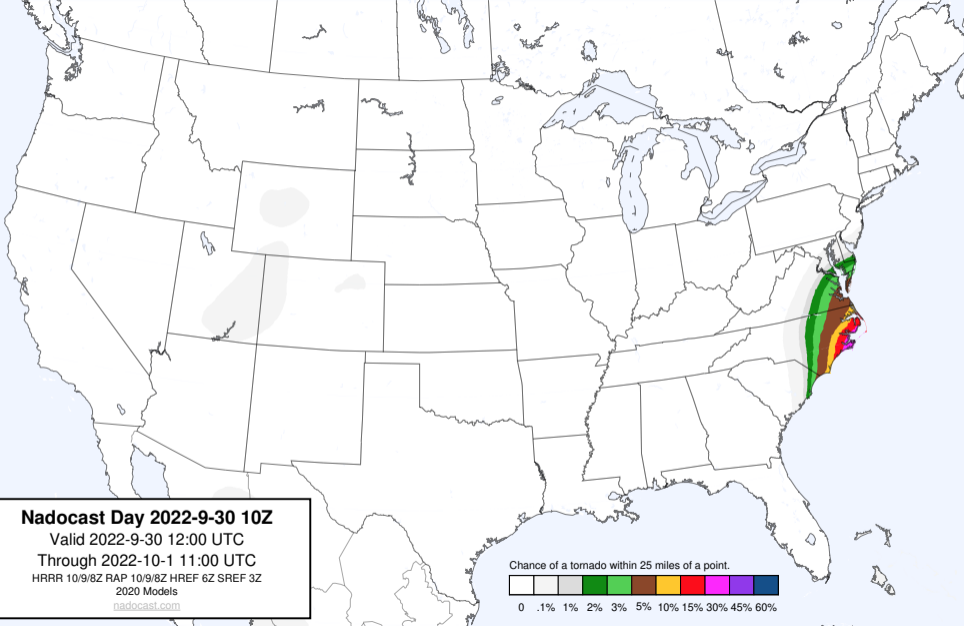 Nadocast Day 2022-9-30 10Z
Valid 2022-9-30 12:00 UTC
Through 2022-10-1 11:00 UTC
HRRR 10/9/8Z RAP 10/9/8Z HREF 6Z SREF 3Z
2020 Models
nadocast.com
Chance of a tornado within 25 miles of a point.
0 .1% 1% 2% 3% 5% 10% 15% 30% 45% 60%